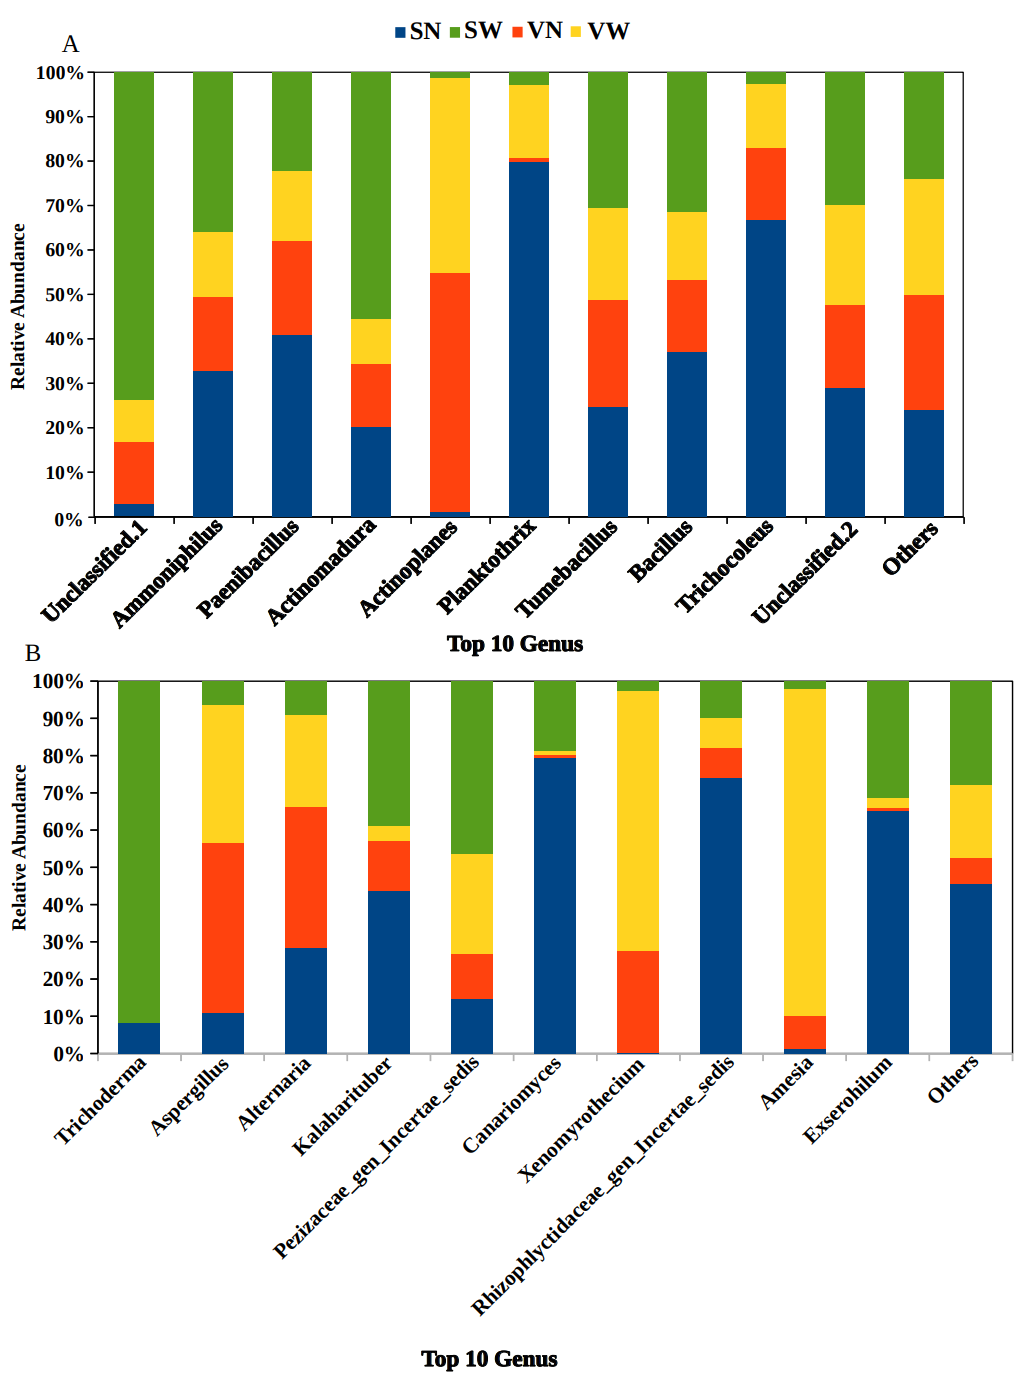 SN SW VN VW
A
100%
90%
80%
70%
60%
50%
40%
30%
20%
10%
0%
Relative Abundance
Unclassified.1
Ammoniphilus
Paenibacillus
Actinomadura
Actinoplanes
Planktothrix
Tumebacillus
Bacillus
Trichocoleus
Unclassified.2
Others
Top 10 Genus
B
100%
90%
80%
70%
60%
50%
40%
30%
20%
10%
0%
Relative Abundance
Trichoderma
Aspergillus
Alternaria
Kalaharituber
Pezizaceae_gen_Incertae_sedis
Canariomyces
Xenomyrothecium
Rhizophlyctidaceae_gen_Incertae_sedis
Amesia
Exserohilum
Others
Top 10 Genus